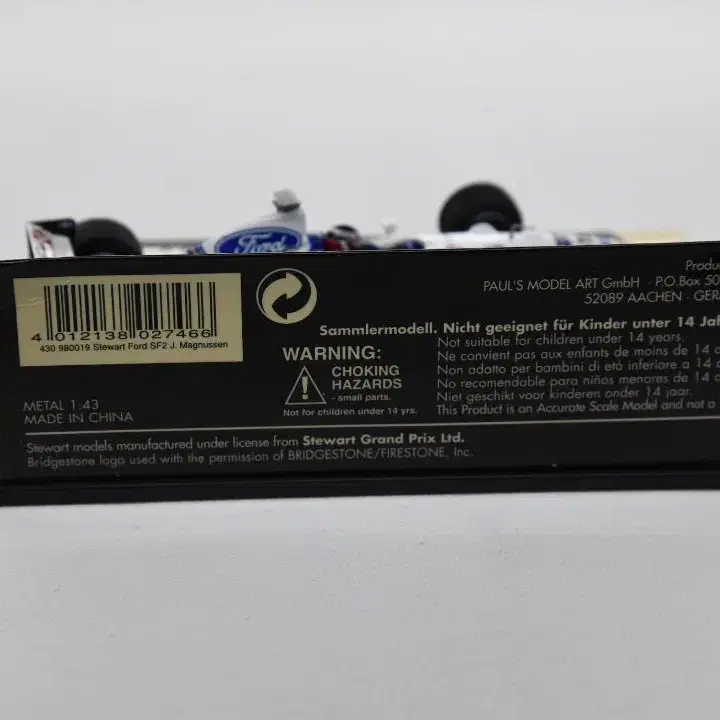 Ford
4 012138 027466
430 980019 Stewart Ford SF2 J. Magnussen
METAL 1:43
MADE IN CHINA
PAUL'S MODEL ART GmbH · P.O.Box 50
52089 AACHEN ·
Sammlermodell. Nicht geeignet für Kinder unter 14
Not suitable for children under 14 years.
Ne convient pas aux enfants de moins de 14
Non adatto per bambini di età inferiore a 14
No recomendable para niños menores de 14
Niet geschikt voor kinderen onder 14 jaar.
This Product is an Accurate Scale Model and not a
WARNING:
CHOKING
HAZARDS
- small parts.
Not for children under 14 yrs.
Stewart models manufactured under license from Stewart Grand Prix Ltd.
Bridgestone logo used with the permission of BRIDGESTONE/FIRESTONE, Inc.